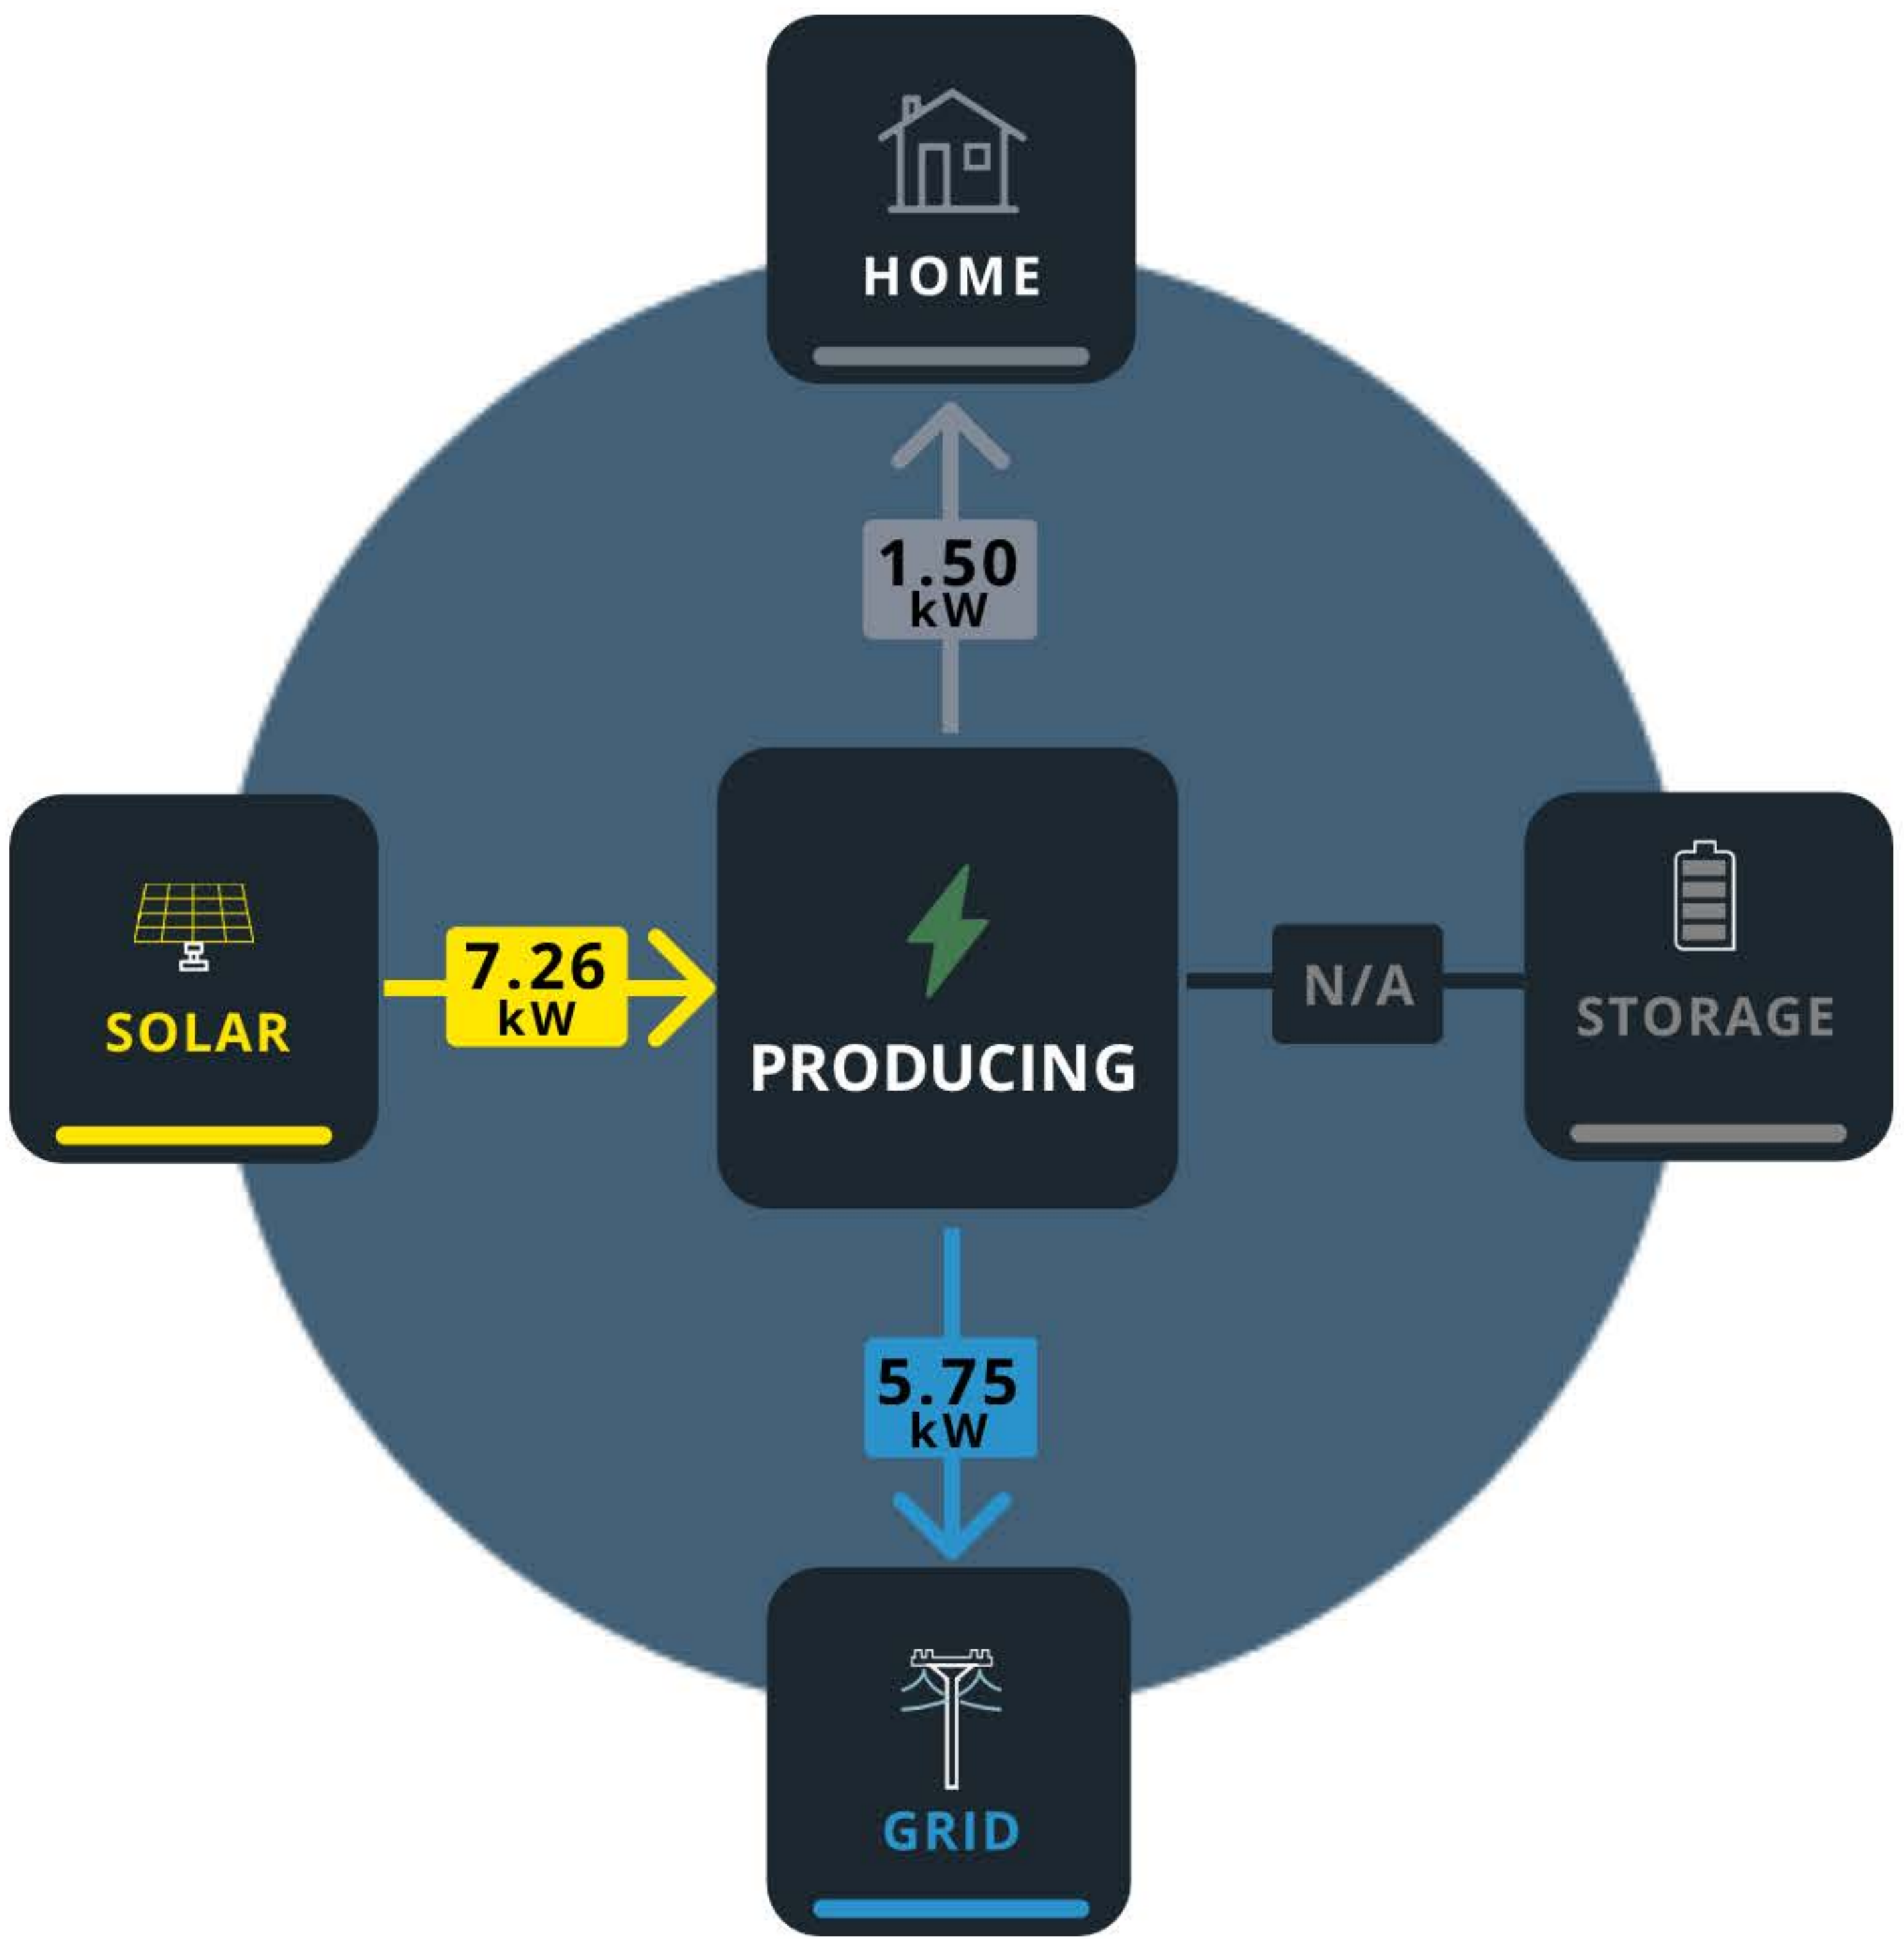 HOME
1.50
kW
SOLAR
7.26
kW
PRODUCING
N/A
STORAGE
5.75
kW
GRID